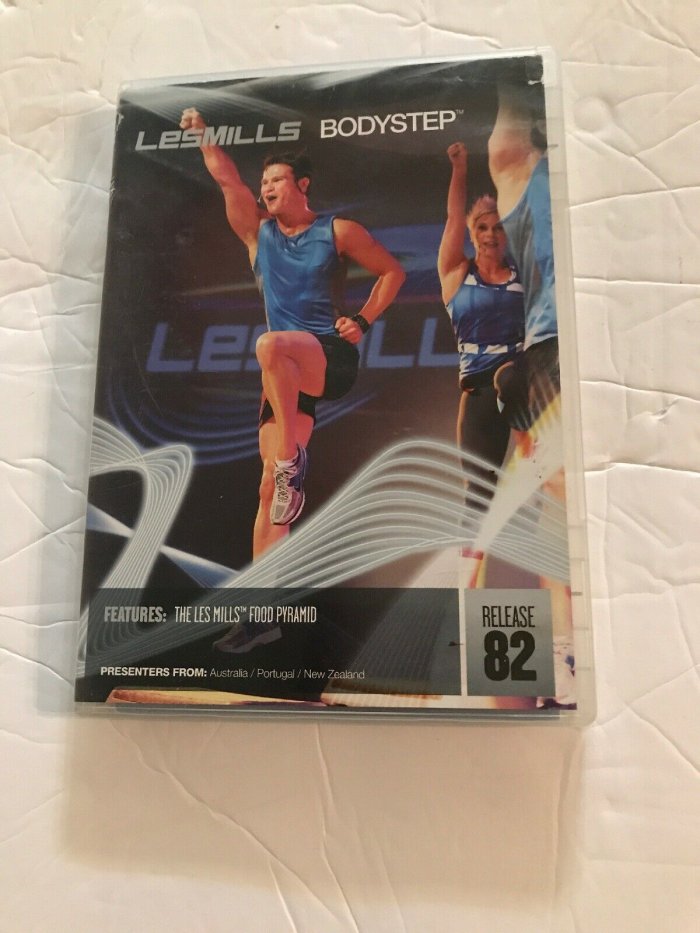 LesMILLS BODYSTEP™
FEATURES: THE LES MILLS™ FOOD PYRAMID
PRESENTERS FROM: Australia / Portugal / New Zealand
RELEASE
82